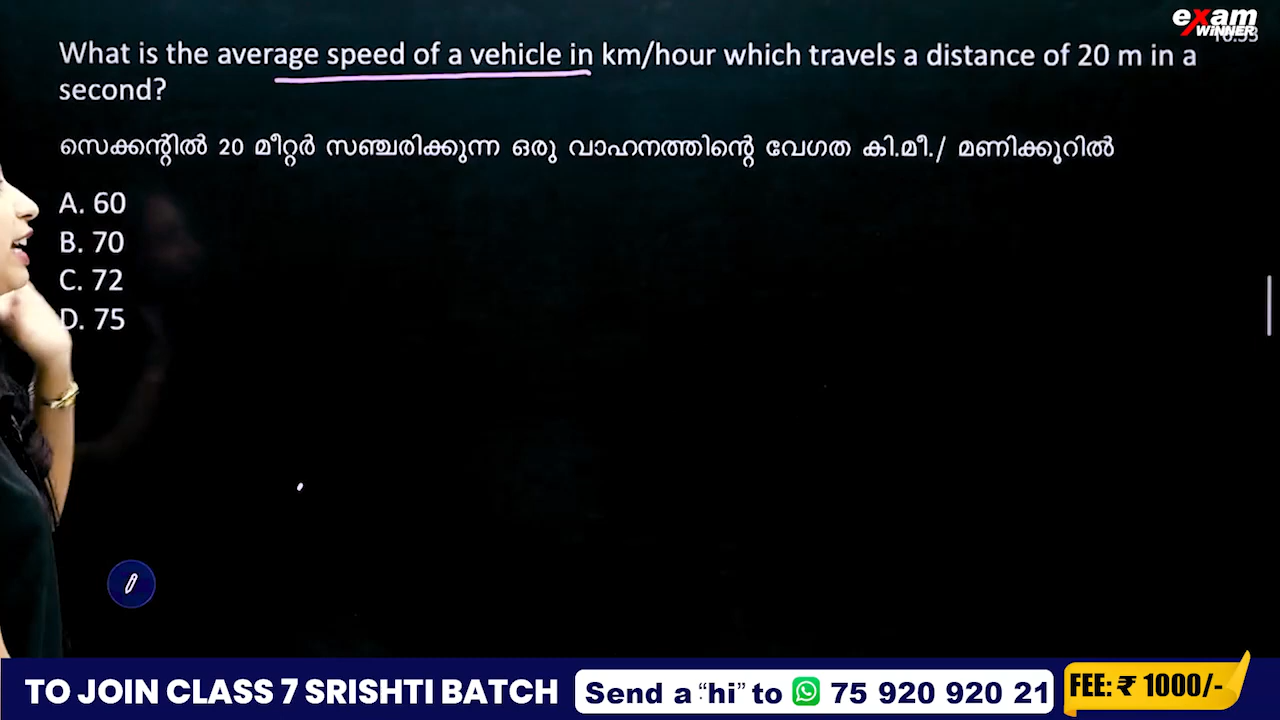 exam
WINNER
What is the average speed of a vehicle in km/hour which travels a distance of 20 m in a
second?
സെക്കന്റിൽ 20 മീറ്റർ സഞ്ചരിക്കുന്ന ഒരു വാഹനത്തിന്റെ വേഗത കി.മീ./ മണിക്കൂറിൽ
A. 60
B. 70
C. 72
D. 75
TO JOIN CLASS 7 SRISHTI BATCH
Send a “hi” to 75 920 920 21
FEE: ₹ 1000/-